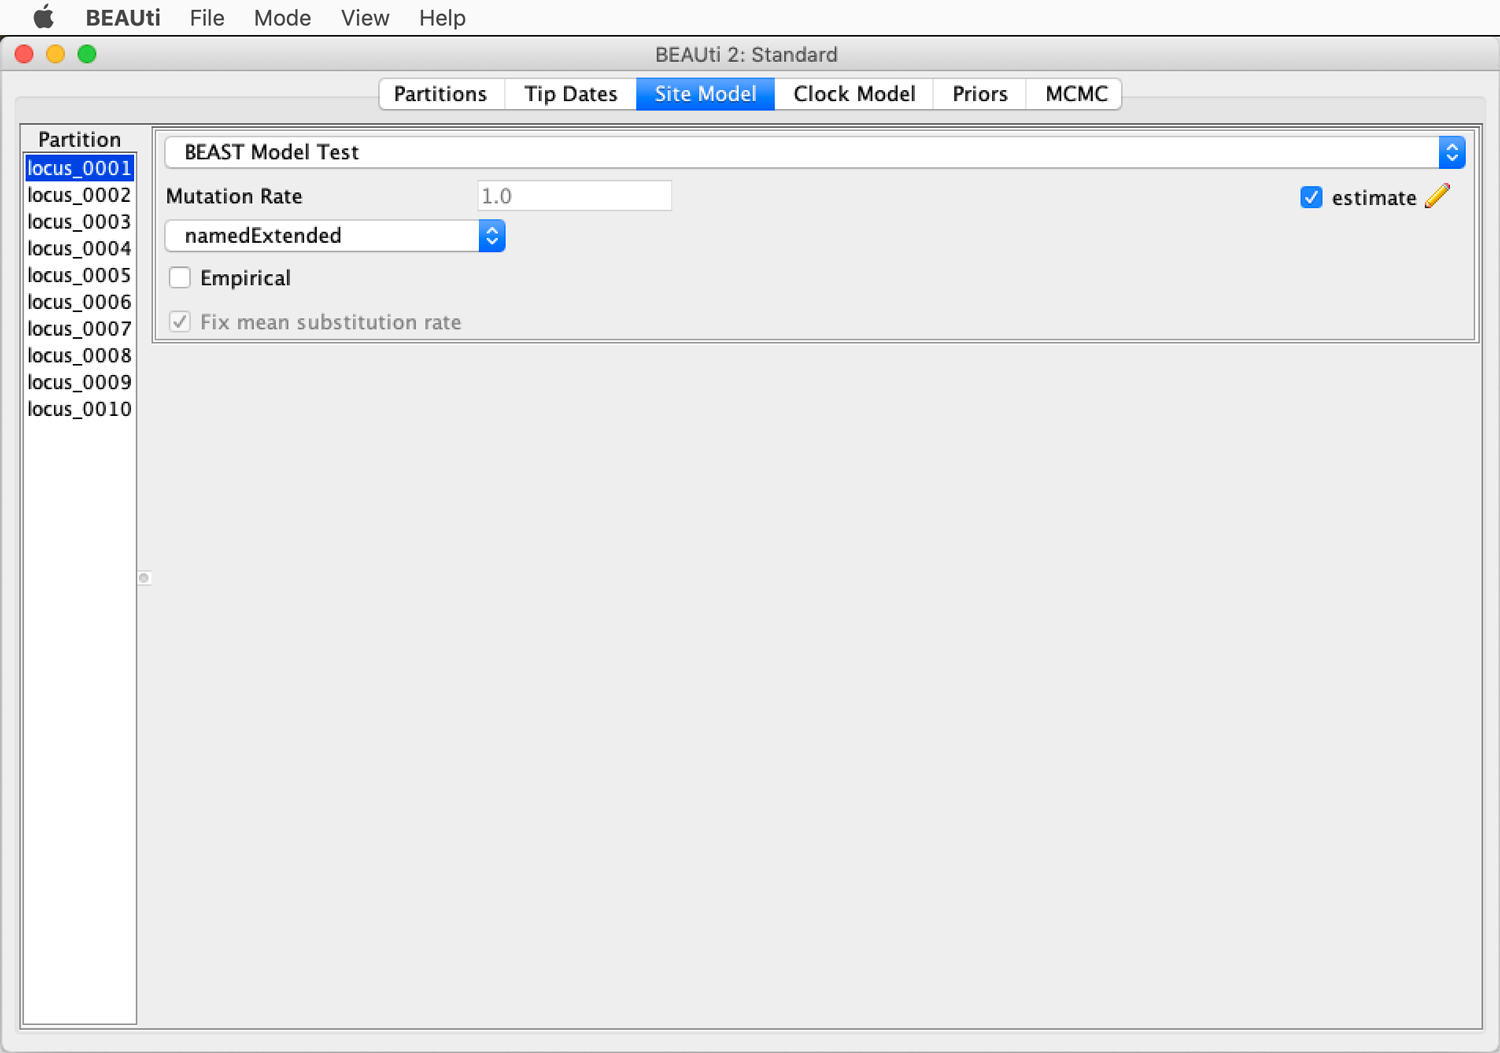 BEAUti File Mode View Help
BEAUti 2: Standard
Partitions Tip Dates Site Model Clock Model Priors MCMC
Partition
locus_0001
locus_0002
locus_0003
locus_0004
locus_0005
locus_0006
locus_0007
locus_0008
locus_0009
locus_0010
BEAST Model Test
Mutation Rate 1.0 estimate
namedExtended
Empirical
Fix mean substitution rate